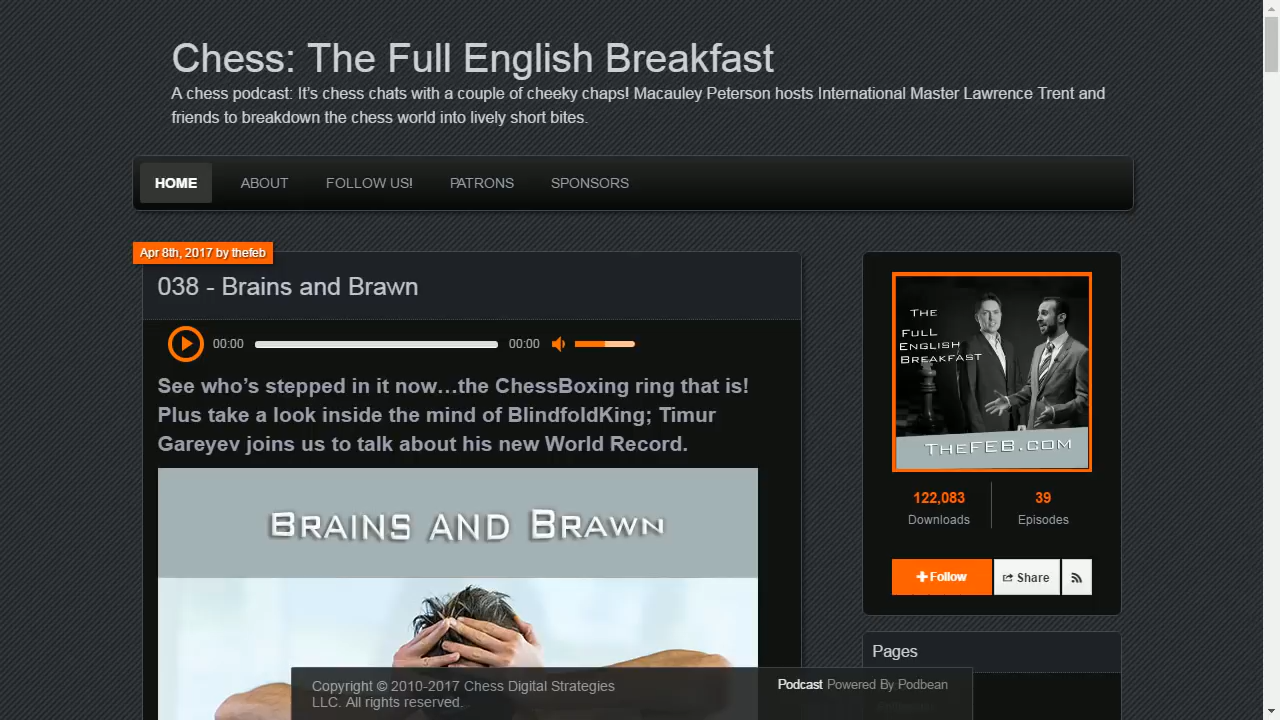 Chess: The Full English Breakfast
A chess podcast: It’s chess chats with a couple of cheeky chaps! Macauley Peterson hosts International Master Lawrence Trent and
friends to breakdown the chess world into lively short bites.
HOME
ABOUT
FOLLOW US!
PATRONS
SPONSORS
Apr 8th, 2017 by thefeb
038 - Brains and Brawn
00:00
00:00
See who’s stepped in it now…the ChessBoxing ring that is!
Plus take a look inside the mind of BlindfoldKing; Timur
Gareyev joins us to talk about his new World Record.
Brains and Brawn
The
Full
English
Breakfast
TheFEB.com
122,083
Downloads
39
Episodes
Follow
Share
Pages
Copyright © 2010-2017 Chess Digital Strategies
LLC. All rights reserved.
Podcast Powered By Podbean